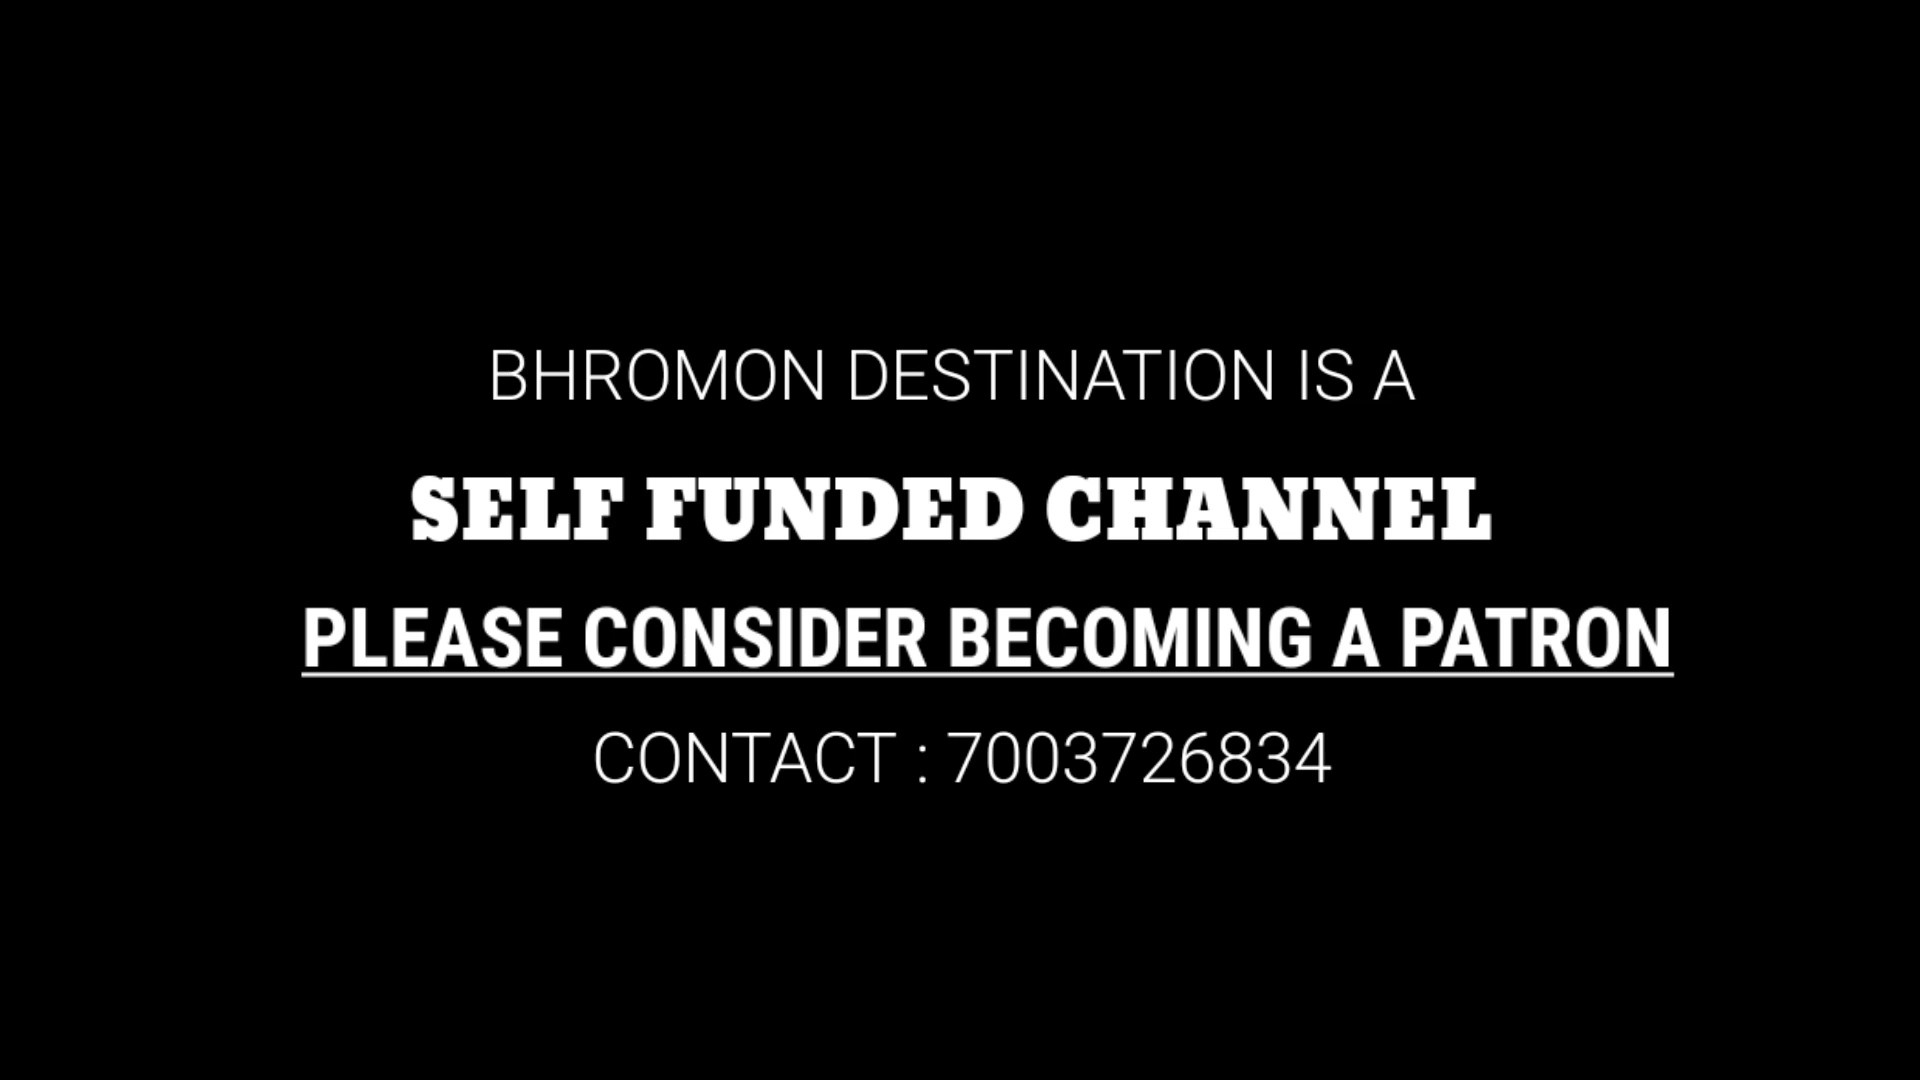 BHROMON DESTINATION IS A
SELF FUNDED CHANNEL
PLEASE CONSIDER BECOMING A PATRON
CONTACT : 7003726834